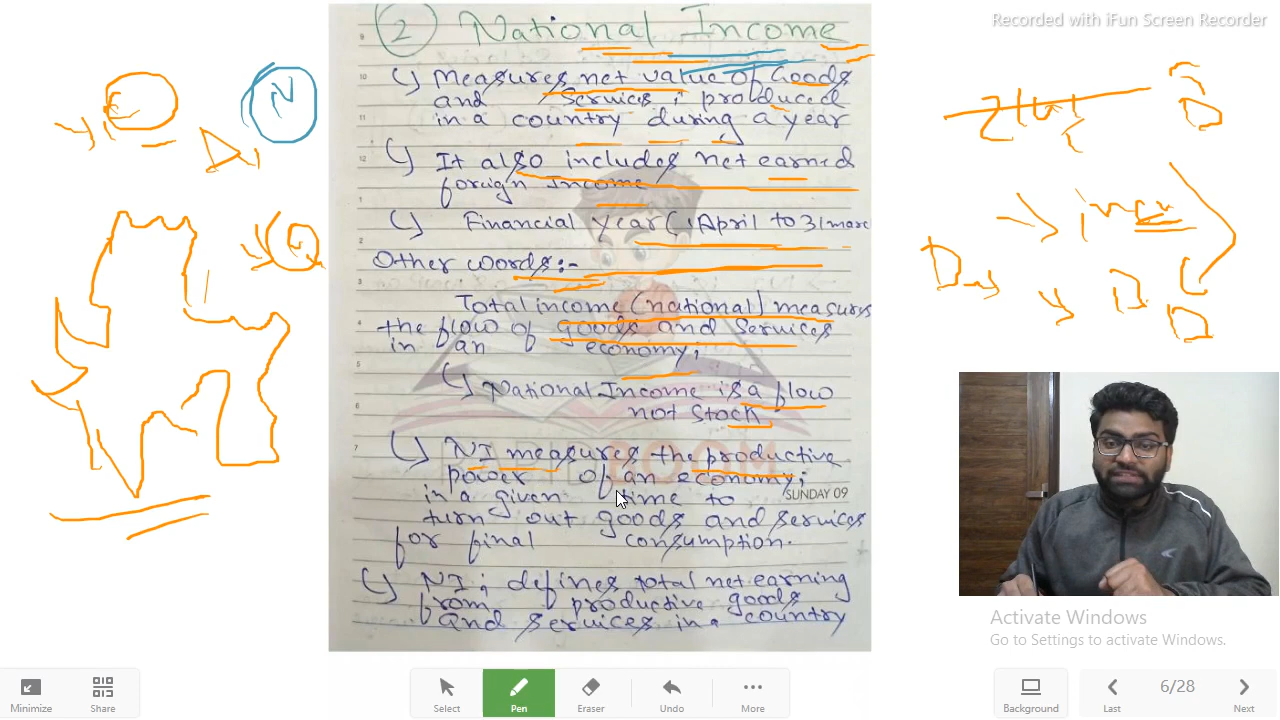 Recorded with iFun Screen Recorder
2 National Income
Measures net value of Goods
and Services; produced
in a country during a year
It also includes net earned
foreign Income
Financial year (1 April to 31 marc
Other words:-
Total income (national) measures
the flow of goods and services
in an economy;
National Income is a flow
not stock
NI measures the productive
power of an economy;
in a given time to
SUNDAY 09
turn out goods and services
for final consumption.
NI; defines total net earning
from productive goods
and services in a country
Activate Windows
Go to Settings to activate Windows.
Minimize
Share
Select
Pen
Eraser
Undo
More
Background
Last
6/28
Next